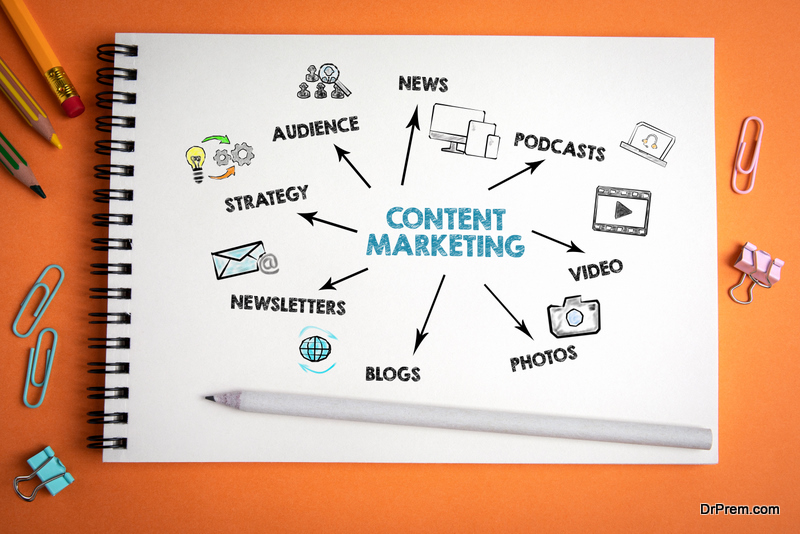 NEWS
AUDIENCE
PODCASTS
STRATEGY
CONTENT
MARKETING
VIDEO
@
NEWSLETTERS
PHOTOS
BLOGS
DrPrem.com